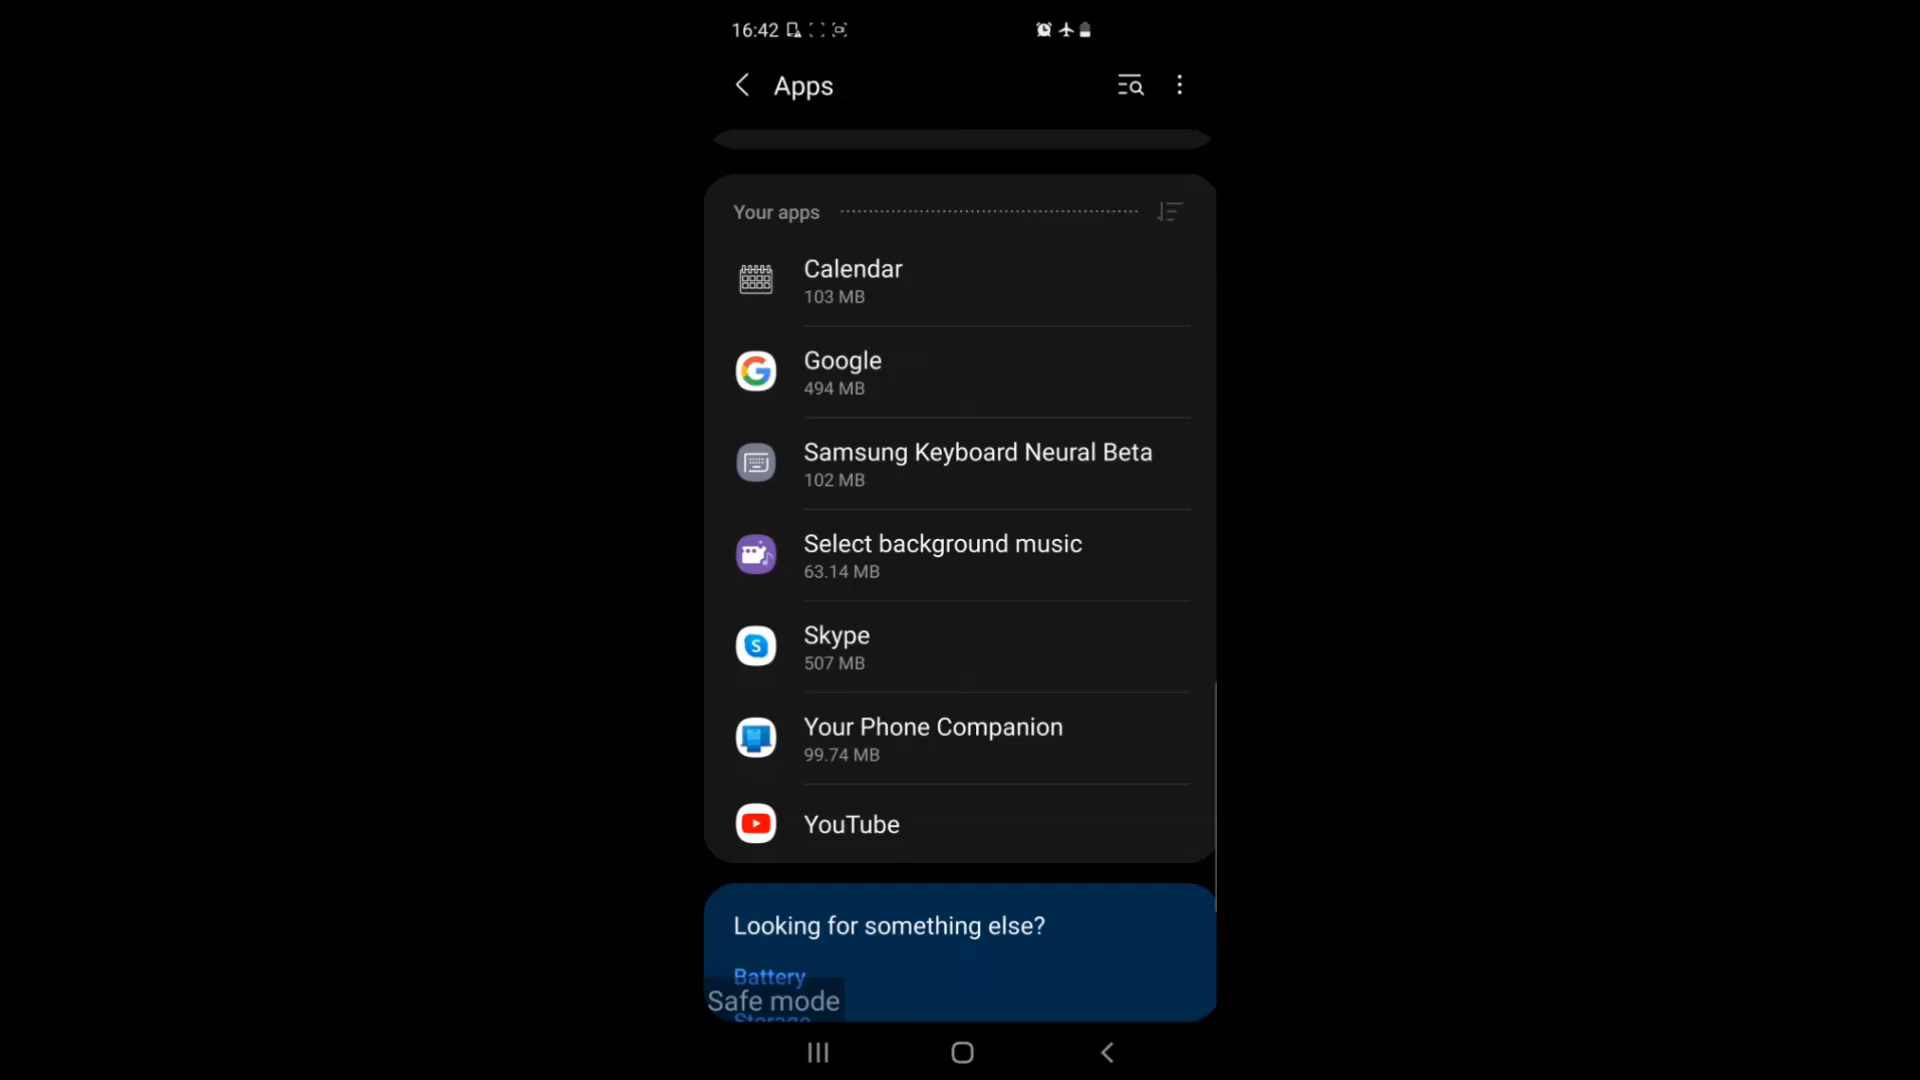 16:42
Apps
Your apps
Calendar
103 MB
Google
494 MB
Samsung Keyboard Neural Beta
102 MB
Select background music
63.14 MB
Skype
507 MB
Your Phone Companion
99.74 MB
YouTube
Looking for something else?
Battery
Safe mode
Storage